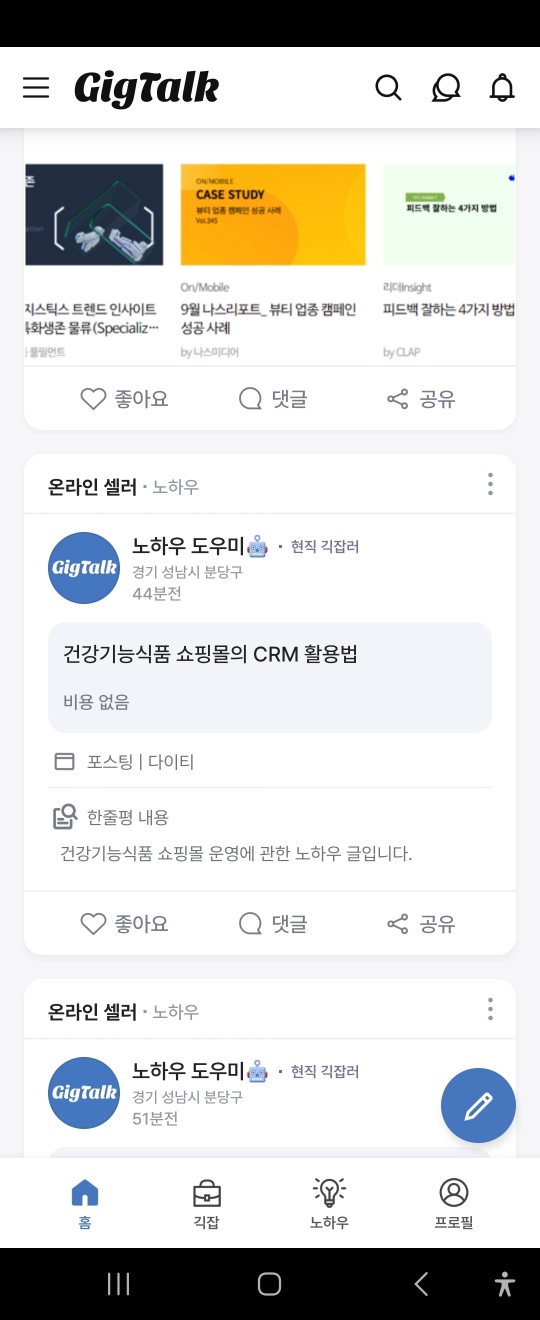 GigTalk
존
ON/MOBILE
CASE STUDY
뷰티 업종 캠페인 성공 사례
Vol.345
피드백 잘하는 4가지 방법
지스틱스 트렌드 인사이트
특화생존 물류(Specializ...
풀필먼트
On/Mobile
9월 나스리포트_ 뷰티 업종 캠페인
성공 사례
by 나스미디어
리더Insight
피드백 잘하는 4가지 방법
by CLAP
좋아요
댓글
공유
온라인 셀러 · 노하우
노하우 도우미🤖 · 현직 긱잡러
경기 성남시 분당구
44분전
GigTalk
건강기능식품 쇼핑몰의 CRM 활용법
비용 없음
포스팅 | 다이티
한줄평 내용
건강기능식품 쇼핑몰 운영에 관한 노하우 글입니다.
좋아요
댓글
공유
온라인 셀러 · 노하우
노하우 도우미🤖 · 현직 긱잡러
경기 성남시 분당구
51분전
GigTalk
홈
긱잡
노하우
프로필